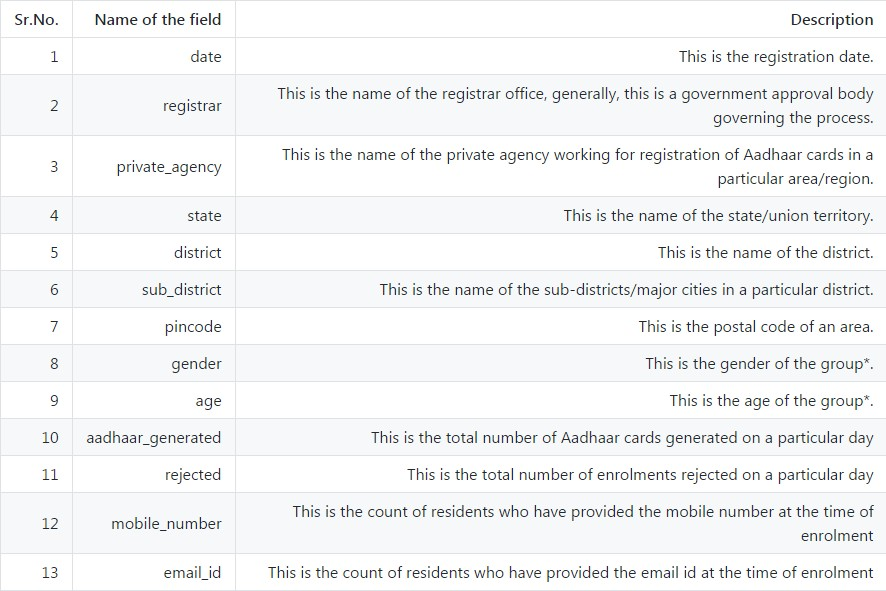 Sr.No. Name of the field Description
1 date This is the registration date.
2 registrar This is the name of the registrar office, generally, this is a government approval body
governing the process.
3 private_agency This is the name of the private agency working for registration of Aadhaar cards in a
particular area/region.
4 state This is the name of the state/union territory.
5 district This is the name of the district.
6 sub_district This is the name of the sub-districts/major cities in a particular district.
7 pincode This is the postal code of an area.
8 gender This is the gender of the group*.
9 age This is the age of the group*.
10 aadhaar_generated This is the total number of Aadhaar cards generated on a particular day
11 rejected This is the total number of enrolments rejected on a particular day
12 mobile_number This is the count of residents who have provided the mobile number at the time of
enrolment
13 email_id This is the count of residents who have provided the email id at the time of enrolment